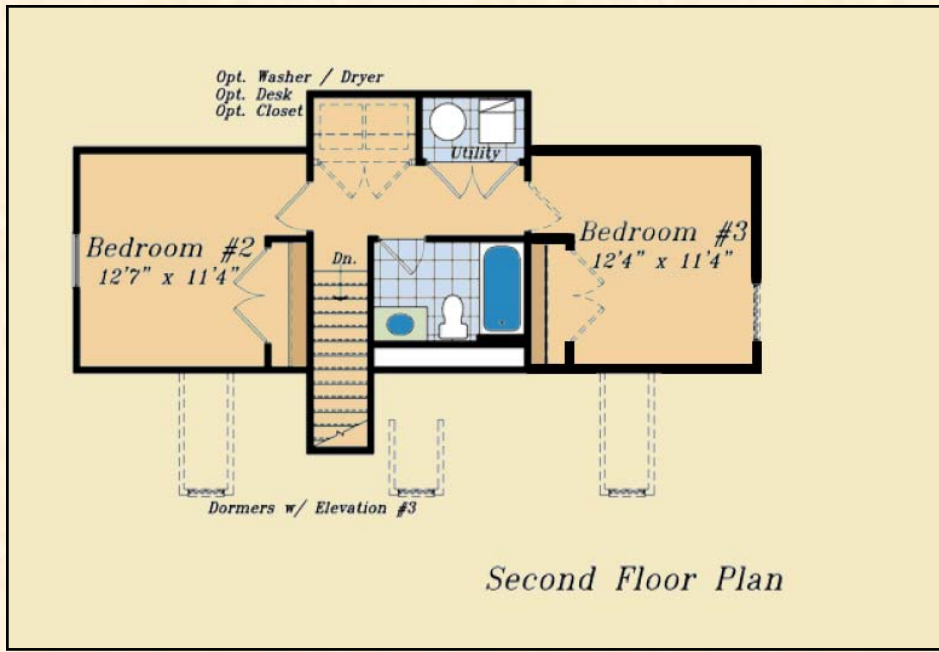 Opt. Washer / Dryer
Opt. Desk
Opt. Closet
Utility
Bedroom #2
12'7" x 11'4"
Bedroom #3
12'4" x 11'4"
Dn.
Dormers w/ Elevation #3
Second Floor Plan